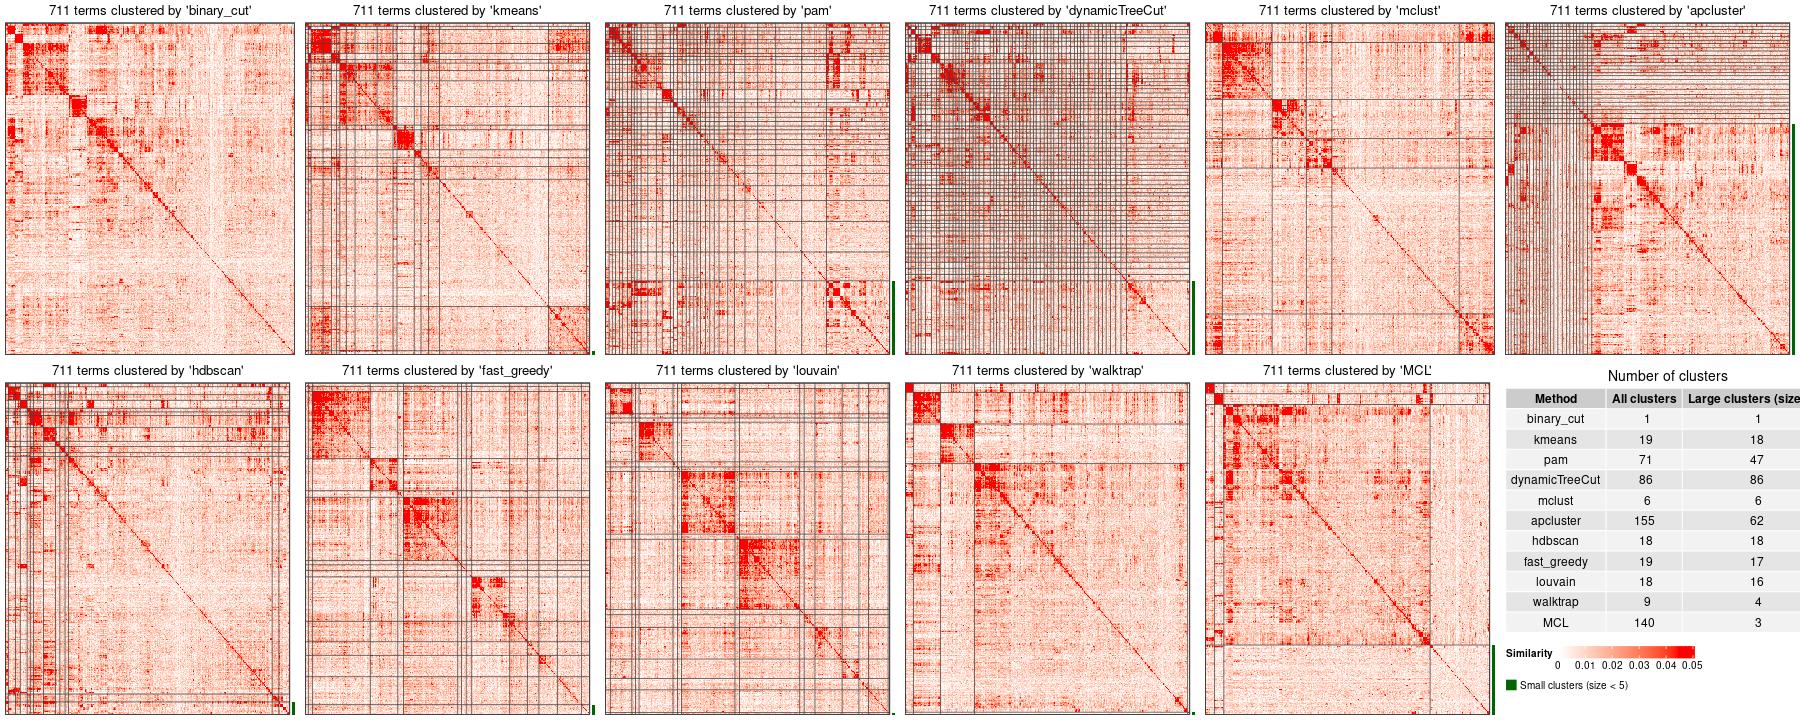 711 terms clustered by 'binary_cut'
711 terms clustered by 'kmeans'
711 terms clustered by 'pam'
711 terms clustered by 'dynamicTreeCut'
711 terms clustered by 'mclust'
711 terms clustered by 'apcluster'
711 terms clustered by 'hdbscan'
711 terms clustered by 'fast_greedy'
711 terms clustered by 'louvain'
711 terms clustered by 'walktrap'
711 terms clustered by 'MCL'
Number of clusters
Method All clusters Large clusters (size
binary_cut 1 1
kmeans 19 18
pam 71 47
dynamicTreeCut 86 86
mclust 6 6
apcluster 155 62
hdbscan 18 18
fast_greedy 19 17
louvain 18 16
walktrap 9 4
MCL 140 3
Similarity
0 0.01 0.02 0.03 0.04 0.05
Small clusters (size < 5)